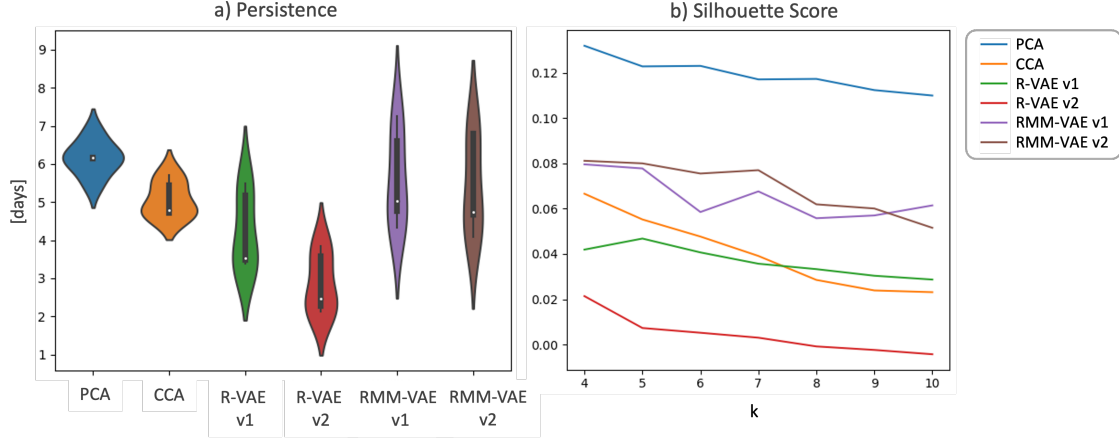 a) Persistence
[days]
9
8
7
6
5
4
3
2
1
PCA
CCA
R-VAE
v1
R-VAE
v2
RMM-VAE
v1
RMM-VAE
v2
b) Silhouette Score
0.12
0.10
0.08
0.06
0.04
0.02
0.00
4 5 6 7 8 9 10
k
PCA
CCA
R-VAE v1
R-VAE v2
RMM-VAE v1
RMM-VAE v2